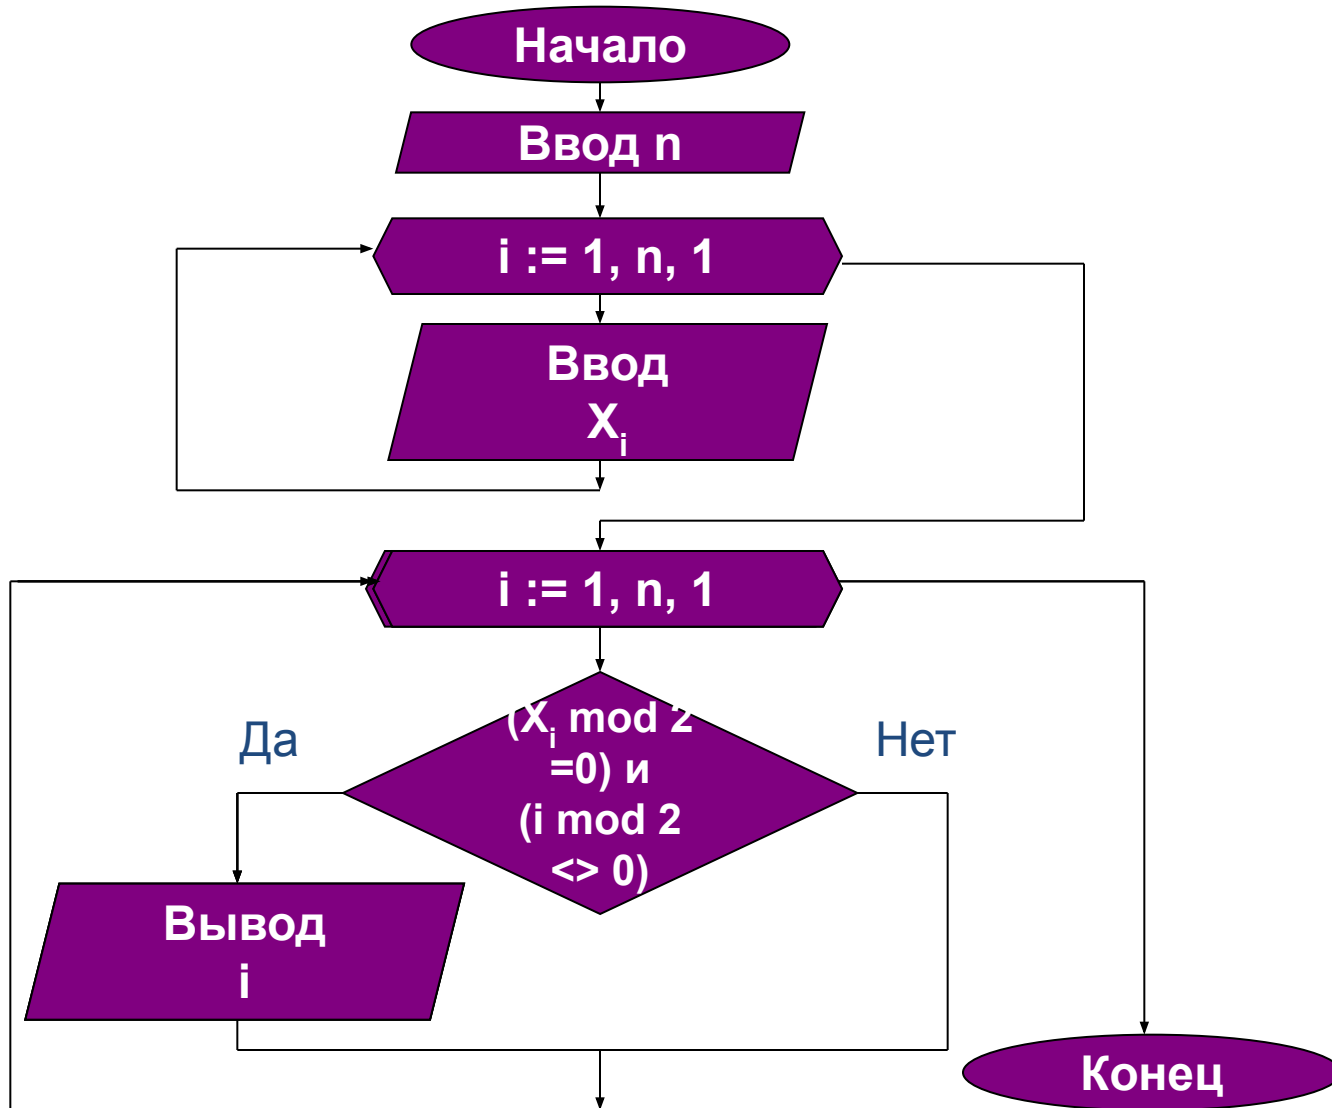 Начало
Ввод n
i := 1, n, 1
Ввод
Xi
i := 1, n, 1
Да
(Xi mod 2
=0) и
(i mod 2
<> 0)
Нет
Вывод
i
Конец